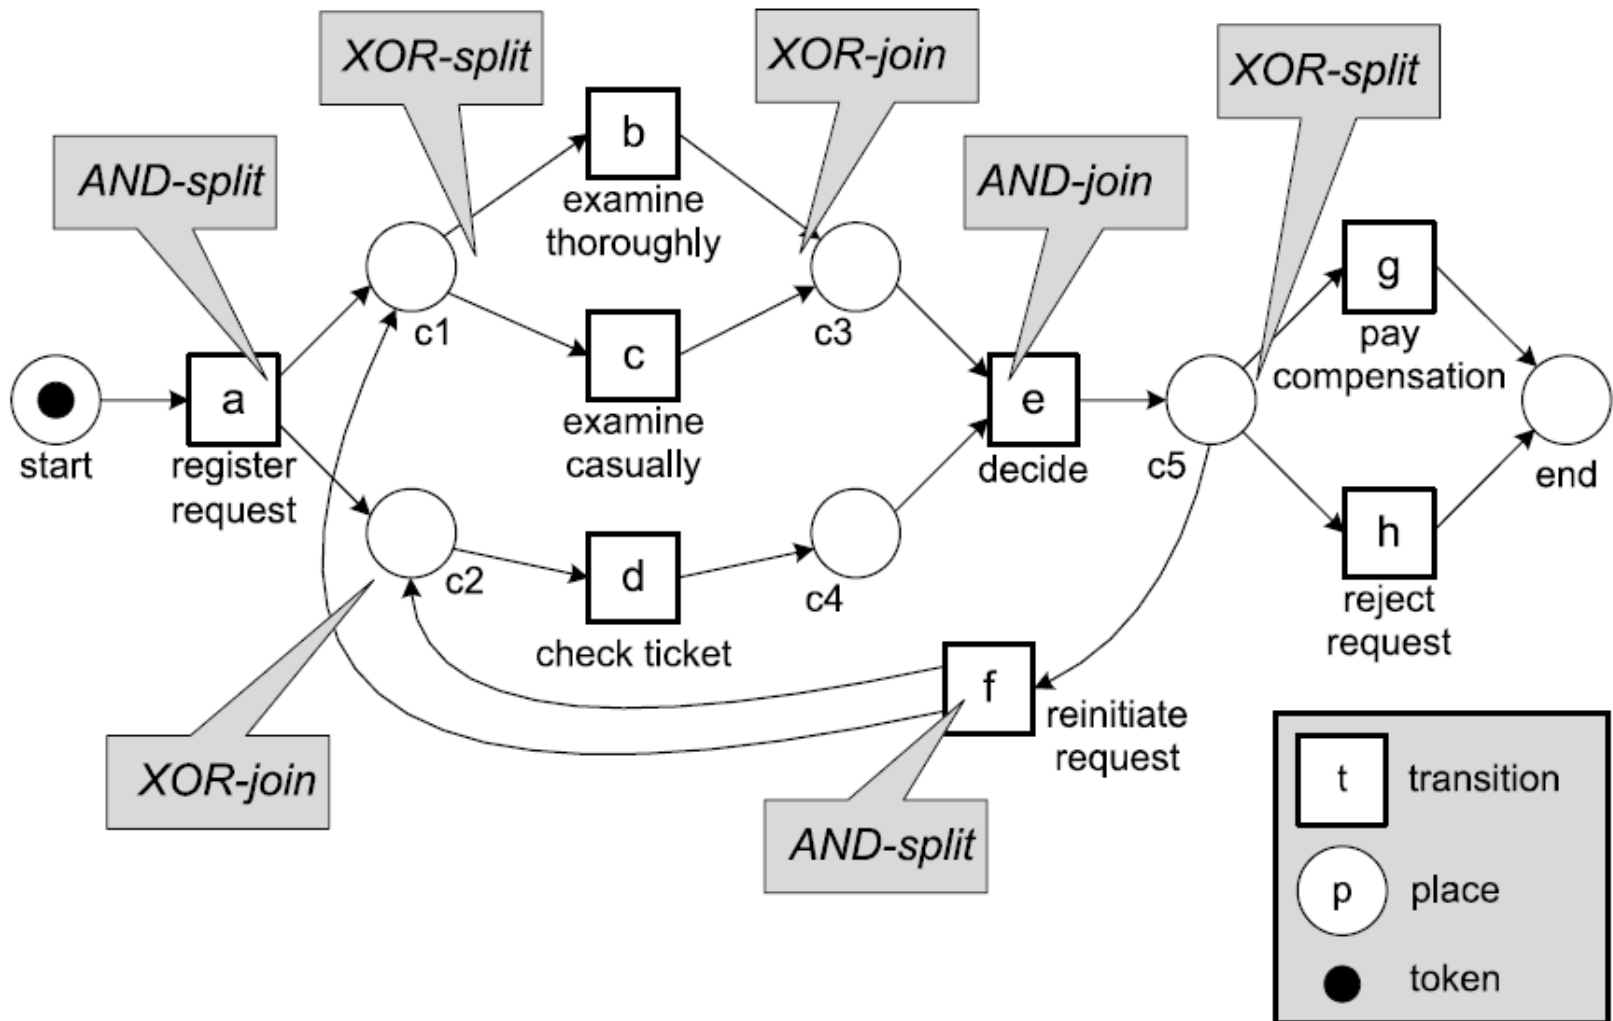 XOR-split
XOR-join
XOR-split
AND-split
AND-join
b
examine
thoroughly
c1
c
examine
casually
c3
start
a
register
request
c2
d
check ticket
c4
e
decide
c5
g
pay
compensation
end
h
reject
request
f
reinitiate
request
XOR-join
AND-split
t
transition
p
place
token